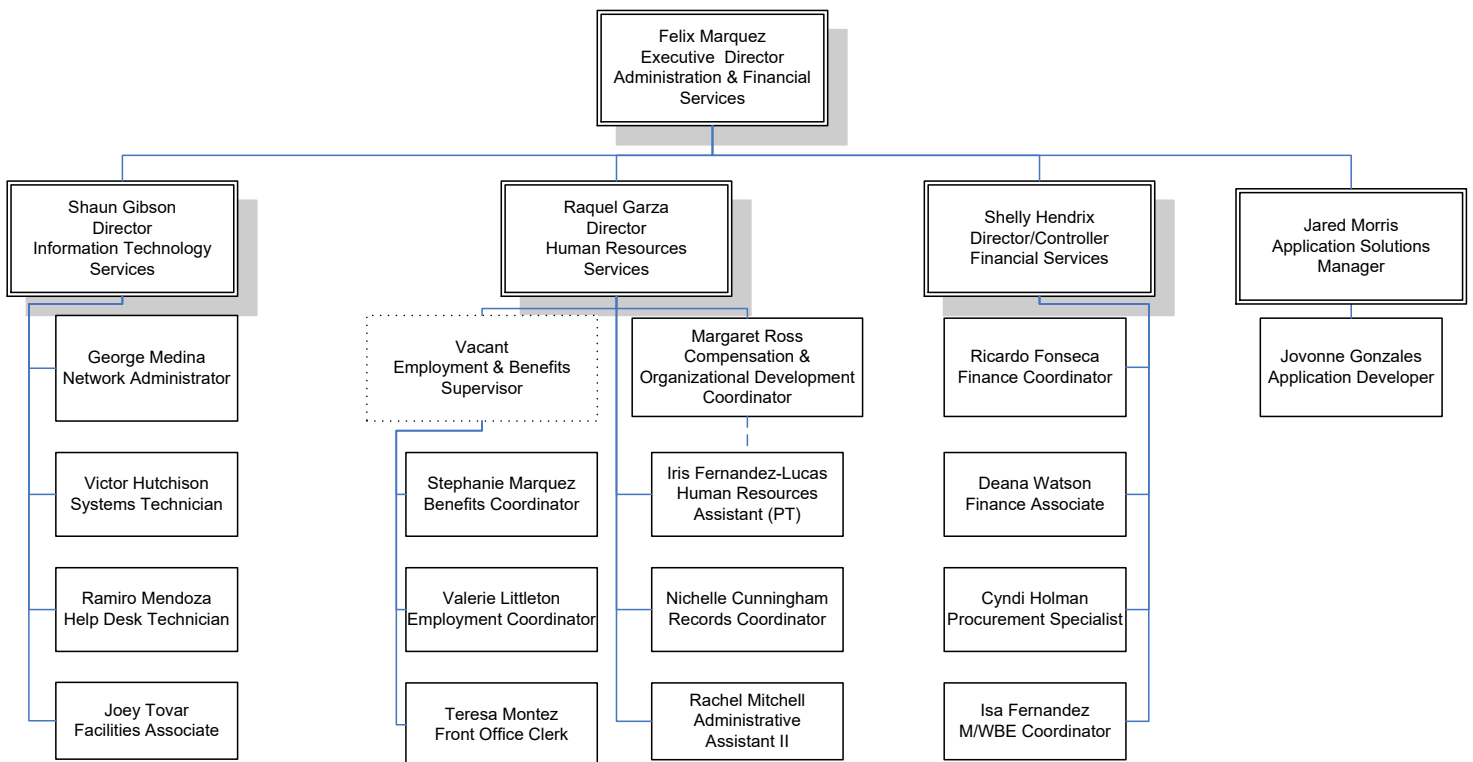 Felix Marquez
Executive Director
Administration & Financial
Services
Shaun Gibson
Director
Information Technology
Services
Raquel Garza
Director
Human Resources
Services
Shelly Hendrix
Director/Controller
Financial Services
Jared Morris
Application Solutions
Manager
George Medina
Network Administrator
Vacant
Employment & Benefits
Supervisor
Margaret Ross
Compensation &
Organizational Development
Coordinator
Ricardo Fonseca
Finance Coordinator
Jovonne Gonzales
Application Developer
Victor Hutchison
Systems Technician
Stephanie Marquez
Benefits Coordinator
Iris Fernandez-Lucas
Human Resources
Assistant (PT)
Deana Watson
Finance Associate
Ramiro Mendoza
Help Desk Technician
Valerie Littleton
Employment Coordinator
Nichelle Cunningham
Records Coordinator
Cyndi Holman
Procurement Specialist
Joey Tovar
Facilities Associate
Teresa Montez
Front Office Clerk
Rachel Mitchell
Administrative
Assistant II
Isa Fernandez
M/WBE Coordinator